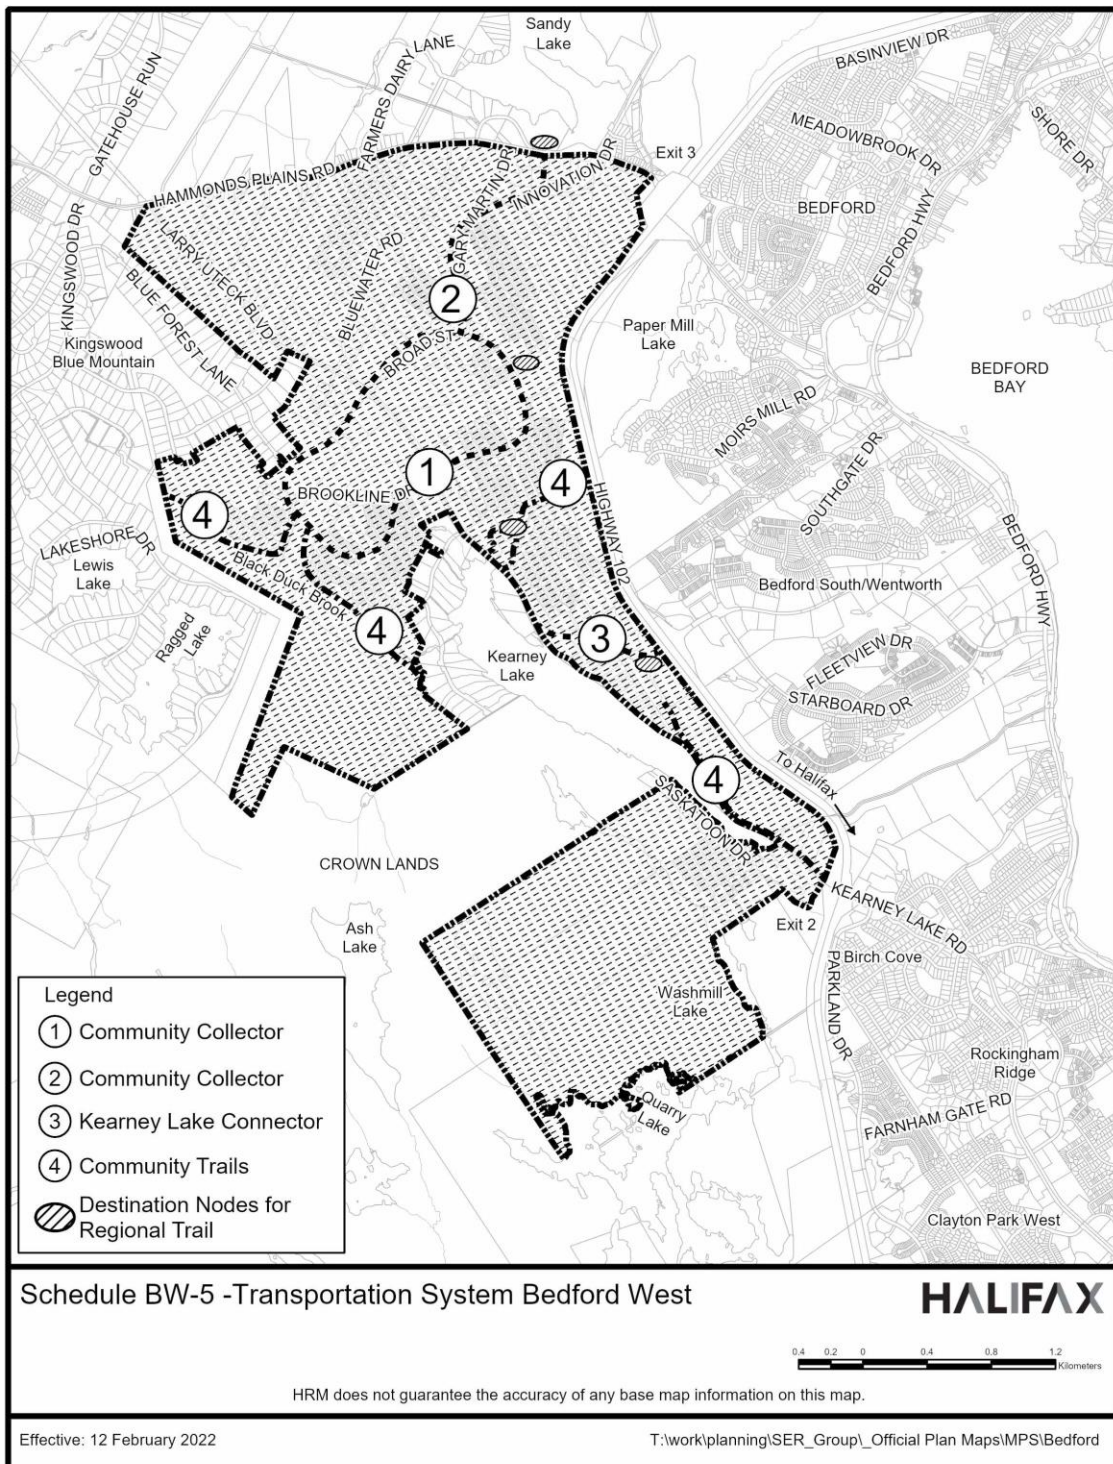 Sandy
Lake
BASINVIEW DR
GATEHOUSE RUN
FARMERS DAIRY LANE
SHORE DR
MEADOWBROOK DR
Exit 3
HAMMONDS PLAINS RD
GARY MARTIN DR
INNOVATION DR
BEDFORD
BEDFORD HWY
KINGSWOOD DR
LARRY UTECK BLVD
BLUEWATER RD
BLUE FOREST LANE
2
Paper Mill
Lake
Kingswood
Blue Mountain
BROAD ST
BEDFORD
BAY
MOIRS MILL RD
SOUTHGATE DR
1
4
BROOKLINE DR
4
HIGHWAY 102
BEDFORD HWY
LAKESHORE DR
Lewis
Lake
Black Duck Brook
Bedford South/Wentworth
Ragged
Lake
4
3
Kearney
Lake
FLEETVIEW DR
STARBOARD DR
To Halifax
4
SASKATOON DR
CROWN LANDS
KEARNEY LAKE RD
Ash
Lake
Exit 2
PARKLAND DR
Birch Cove
Washmill
Lake
Rockingham
Ridge
Quarry
Lake
FARNHAM GATE RD
Clayton Park West
Legend
1 Community Collector
2 Community Collector
3 Kearney Lake Connector
4 Community Trails
Destination Nodes for
Regional Trail
Schedule BW-5 -Transportation System Bedford West
HALIFAX
0.4 0.2 0 0.4 0.8 1.2
Kilometers
HRM does not guarantee the accuracy of any base map information on this map.
Effective: 12 February 2022
T:\work\planning\SER_Group\_Official Plan Maps\MPS\Bedford